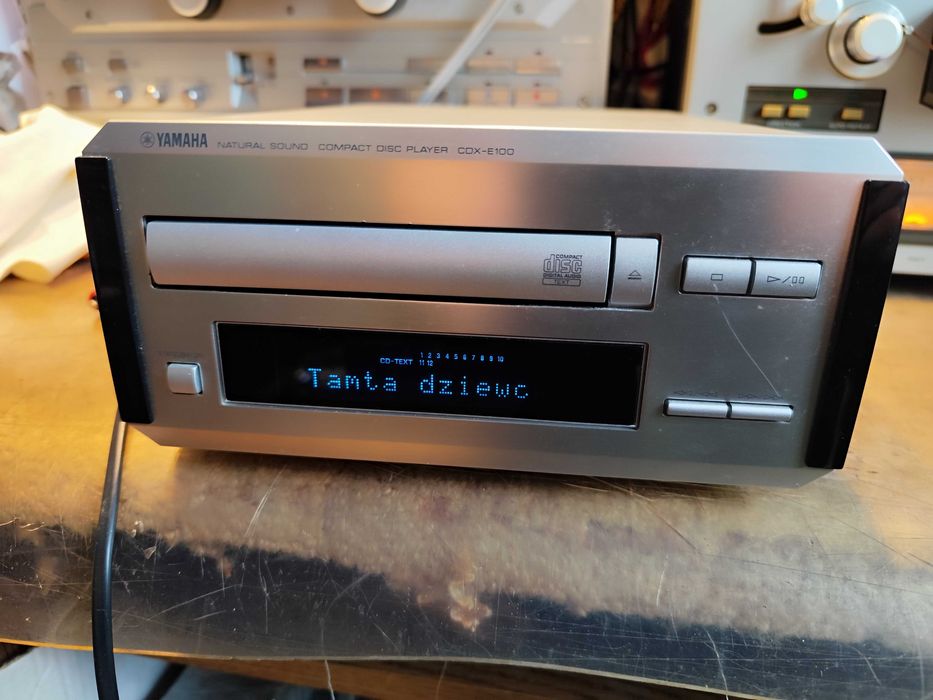 YAMAHA NATURAL SOUND COMPACT DISC PLAYER CDX-E100
COMPACT
disc
DIGITAL AUDIO
TEXT
1 2 3 4 5 6 7 8 9 10
CD-TEXT 11 12
Tamta dziewc